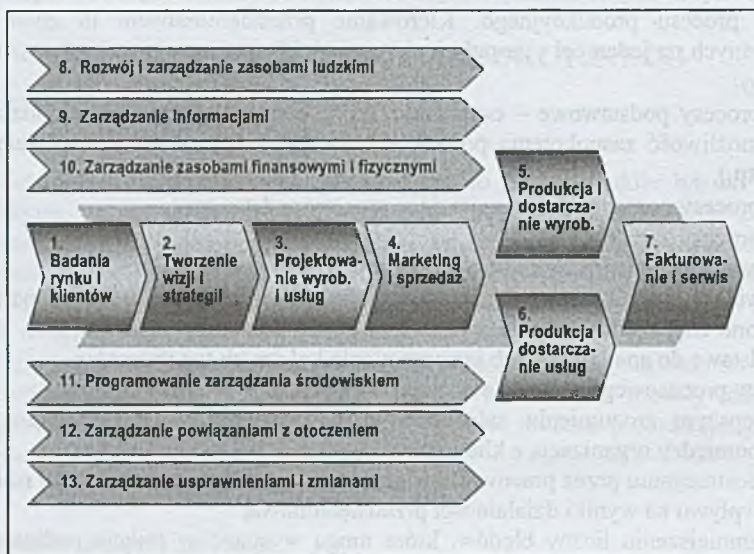 8. Rozwój i zarządzanie zasobami ludzkimi
9. Zarządzanie informacjami
10. Zarządzanie zasobami finansowymi i fizycznymi
1.
Badania
rynku i
klientów
2.
Tworzenie
wizji i
strategii
3.
Projektowa-
nie wyrob.
i usług
4.
Marketing
i sprzedaż
5.
Produkcja i
dostarcza-
nie wyrob.
6.
Produkcja i
dostarcza-
nie usług
7.
Fakturowa-
nie i serwis
11. Programowanie zarządzania środowiskiem
12. Zarządzanie powiązaniami z otoczeniem
13. Zarządzanie usprawnieniami i zmianami